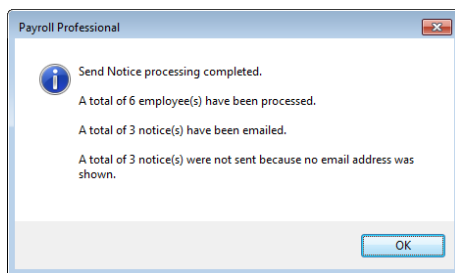 Payroll Professional
Send Notice processing completed.
A total of 6 employee(s) have been processed.
A total of 3 notice(s) have been emailed.
A total of 3 notice(s) were not sent because no email address was
shown.
OK